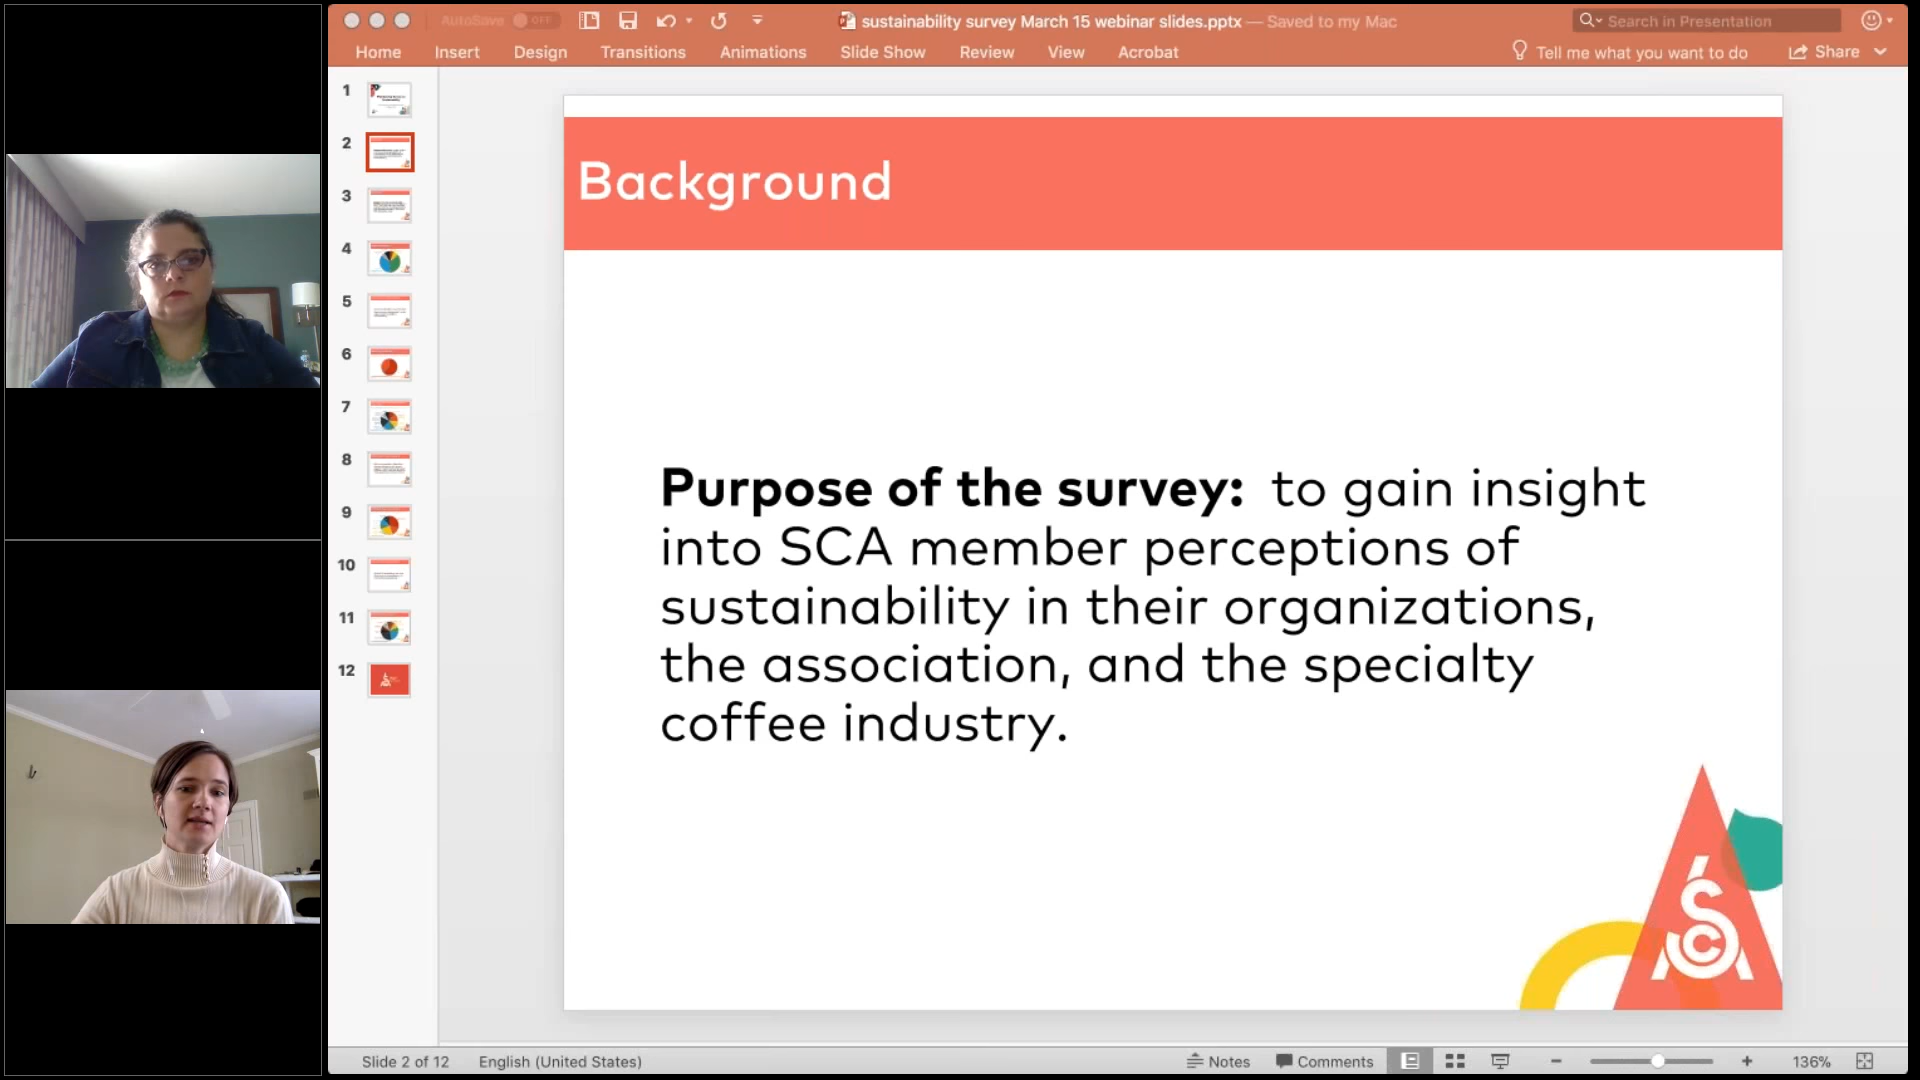 AutoSave OFF
sustainability survey March 15 webinar slides.pptx — Saved to my Mac
Search in Presentation
Home Insert Design Transitions Animations Slide Show Review View Acrobat
Tell me what you want to do
Share
1
2
3
4
5
6
7
8
9
10
11
12
Background
Purpose of the survey: to gain insight
into SCA member perceptions of
sustainability in their organizations,
the association, and the specialty
coffee industry.
SCA
Slide 2 of 12
English (United States)
Notes
Comments
136%